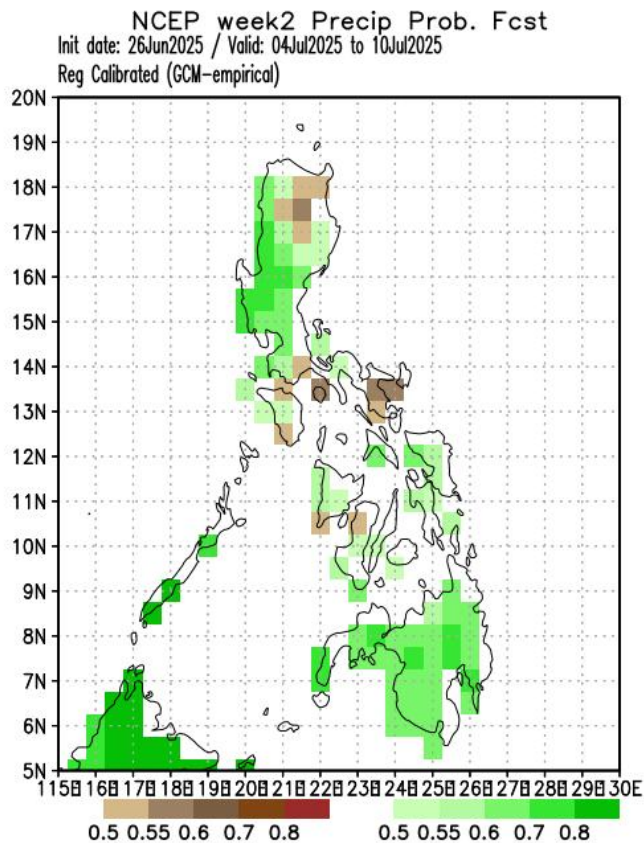 NCEP week2 Precip Prob. Fcst
Init date: 26Jun2025 / Valid: 04Jul2025 to 10Jul2025
Reg Calibrated (GCM-empirical)
20N
19N
18N
17N
16N
15N
14N
13N
12N
11N
10N
9N
8N
7N
6N
5N
115E 116E 117E 118E 119E 120E 121E 122E 123E 124E 125E 126E 127E 128E 129E 130E
0.5 0.55 0.6 0.7 0.8 0.5 0.55 0.6 0.7 0.8